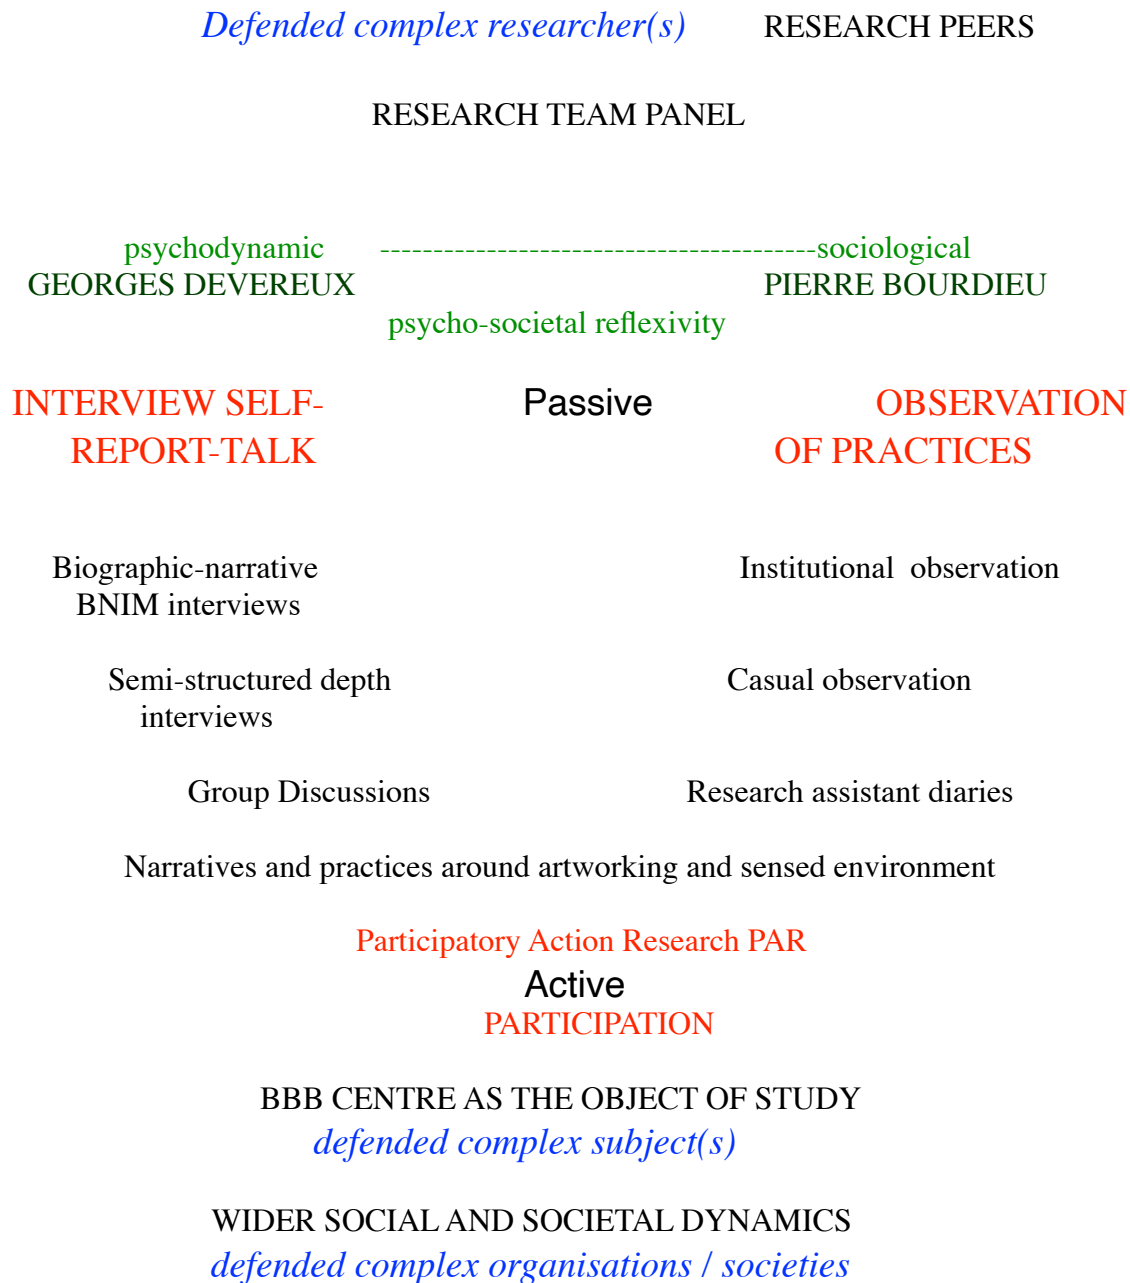 Defended complex researcher(s) RESEARCH PEERS
RESEARCH TEAM PANEL
psychodynamic -----------------------------------------sociological
GEORGES DEVEREUX PIERRE BOURDIEU
psycho-societal reflexivity
INTERVIEW SELF- Passive OBSERVATION
REPORT-TALK OF PRACTICES
Biographic-narrative Institutional observation
BNIM interviews
Semi-structured depth Casual observation
interviews
Group Discussions Research assistant diaries
Narratives and practices around artworking and sensed environment
Participatory Action Research PAR
Active
PARTICIPATION
BBB CENTRE AS THE OBJECT OF STUDY
defended complex subject(s)
WIDER SOCIAL AND SOCIETAL DYNAMICS
defended complex organisations / societies